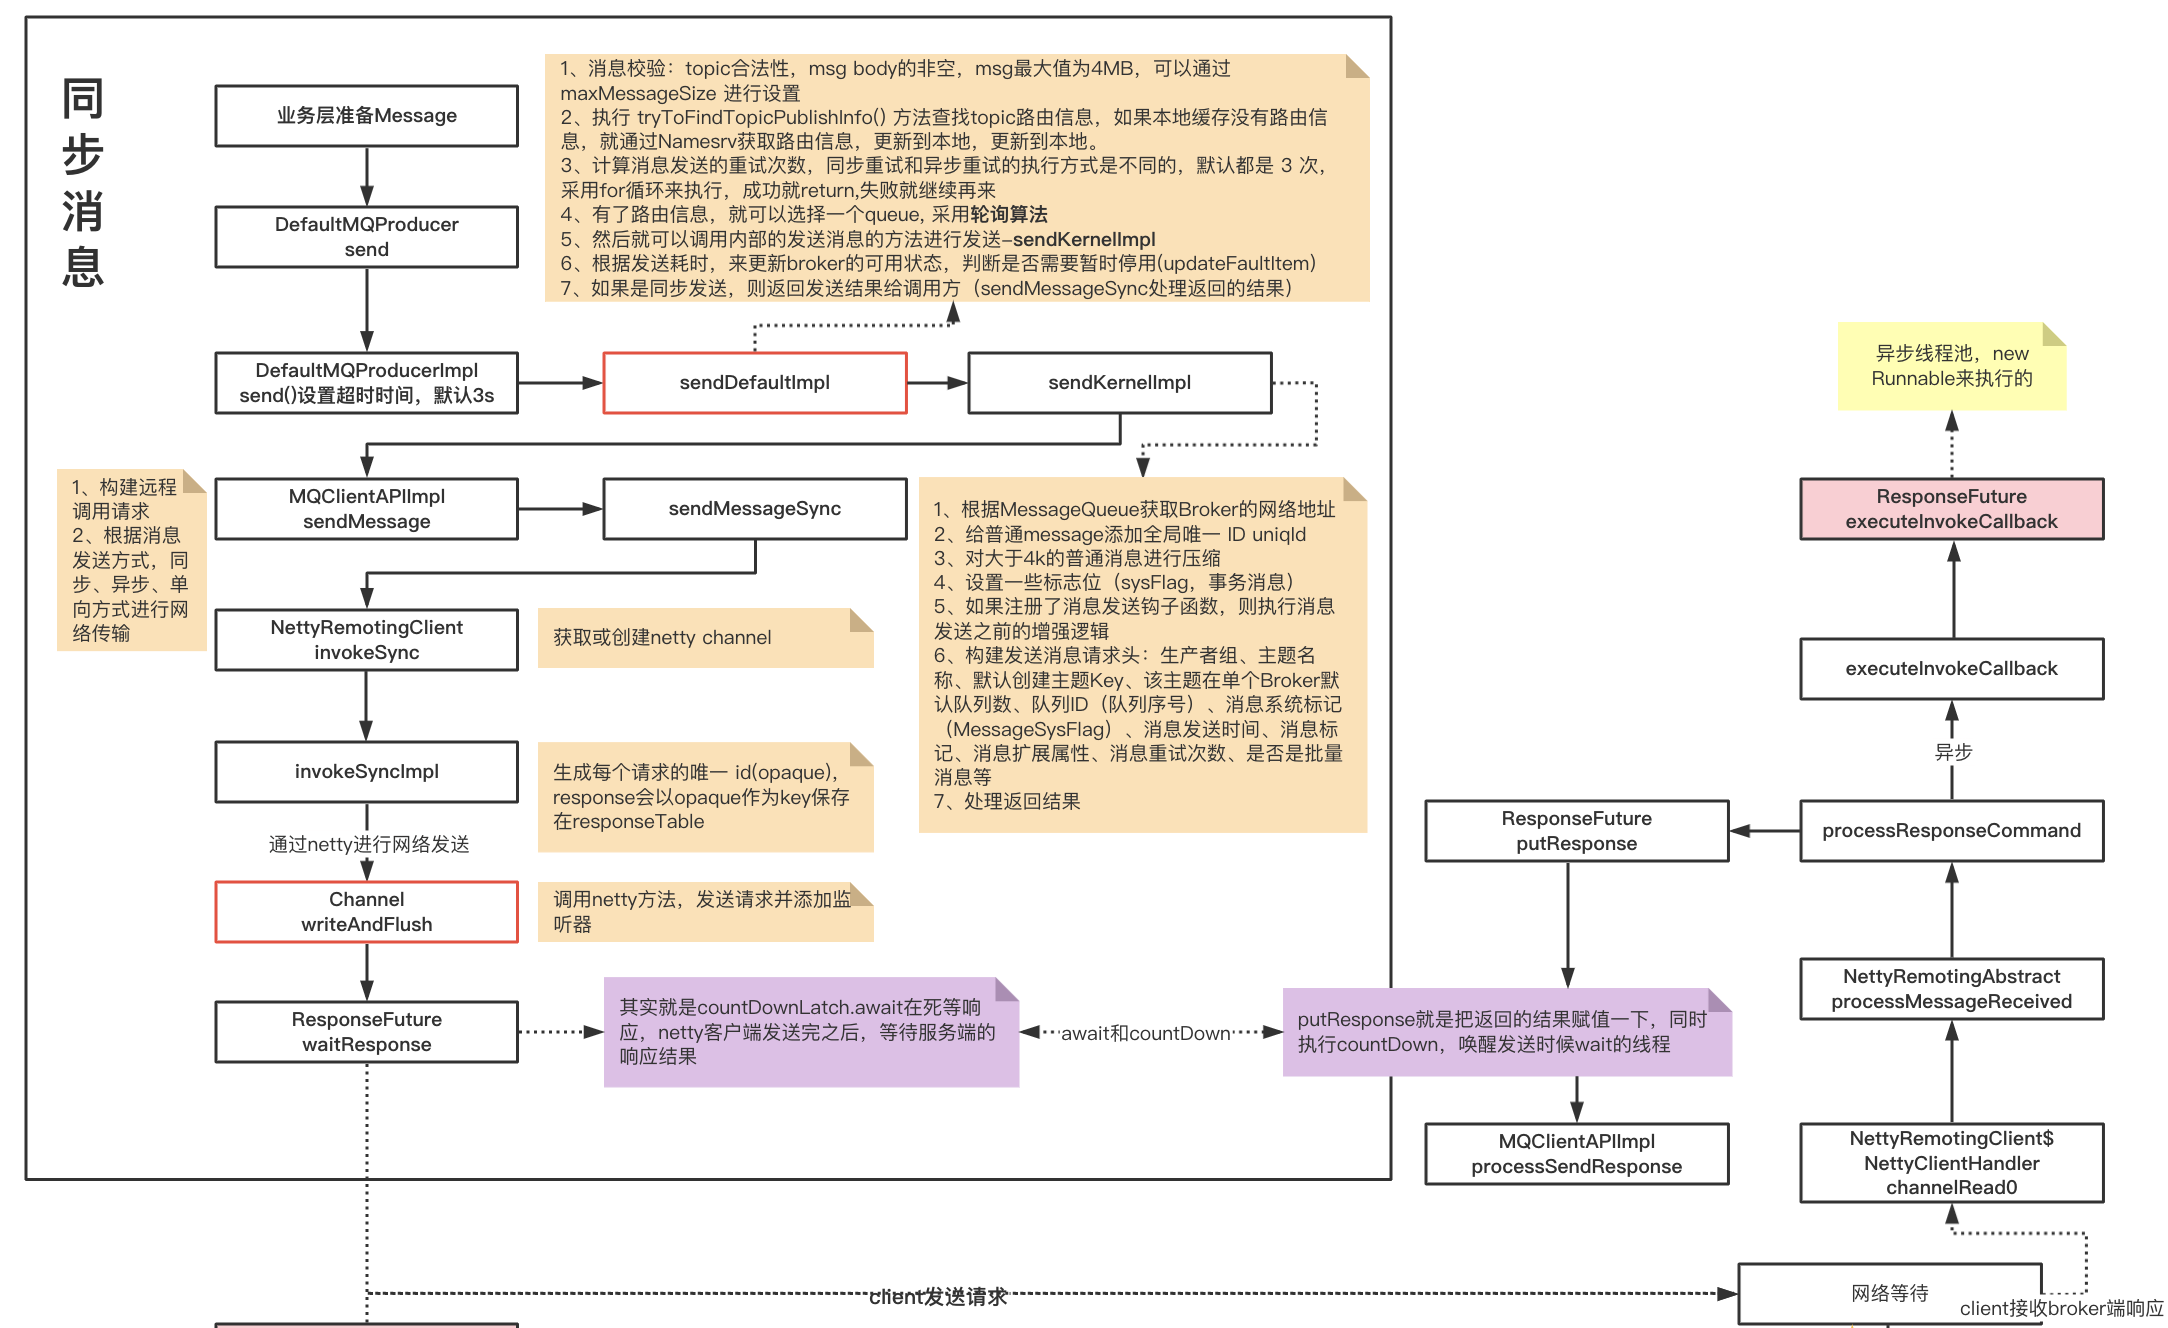 同
步
消
息
业务层准备Message
DefaultMQProducer
send
DefaultMQProducerImpl
send()设置超时时间，默认3s
sendDefaultImpl
sendKernelImpl
1、消息校验：topic合法性，msg body的非空，msg最大值为4MB，可以通过
maxMessageSize 进行设置
2、执行 tryToFindTopicPublishInfo() 方法查找topic路由信息，如果本地缓存没有路由信
息，就通过Namesrv获取路由信息，更新到本地，更新到本地。
3、计算消息发送的重试次数，同步重试和异步重试的执行方式是不同的，默认都是 3 次，
采用for循环来执行，成功就return,失败就继续再来
4、有了路由信息，就可以选择一个queue, 采用轮询算法
5、然后就可以调用内部的发送消息的方法进行发送-sendKernelImpl
6、根据发送耗时，来更新broker的可用状态，判断是否需要暂时停用(updateFaultItem)
7、如果是同步发送，则返回发送结果给调用方（sendMessageSync处理返回的结果）
1、构建远程
调用请求
2、根据消息
发送方式，同
步、异步、单
向方式进行网
络传输
MQClientAPIImpl
sendMessage
sendMessageSync
1、根据MessageQueue获取Broker的网络地址
2、给普通message添加全局唯一 ID uniqId
3、对大于4k的普通消息进行压缩
4、设置一些标志位（sysFlag，事务消息）
5、如果注册了消息发送钩子函数，则执行消息
发送之前的增强逻辑
6、构建发送消息请求头：生产者组、主题名
称、默认创建主题Key、该主题在单个Broker默
认队列数、队列ID（队列序号）、消息系统标记
（MessageSysFlag）、消息发送时间、消息标
记、消息扩展属性、消息重试次数、是否是批量
消息等
7、处理返回结果
NettyRemotingClient
invokeSync
获取或创建netty channel
invokeSyncImpl
生成每个请求的唯一 id(opaque)，
response会以opaque作为key保存
在responseTable
通过netty进行网络发送
Channel
writeAndFlush
调用netty方法，发送请求并添加监
听器
ResponseFuture
waitResponse
其实就是countDownLatch.await在死等响
应，netty客户端发送完之后，等待服务端的
响应结果
await和countDown
putResponse就是把返回的结果赋值一下，同时
执行countDown，唤醒发送时候wait的线程
MQClientAPIImpl
processSendResponse
ResponseFuture
putResponse
异步线程池，new
Runnable来执行的
ResponseFuture
executeInvokeCallback
executeInvokeCallback
异步
processResponseCommand
NettyRemotingAbstract
processMessageReceived
NettyRemotingClient$
NettyClientHandler
channelRead0
client发送请求
网络等待
client接收broker端响应